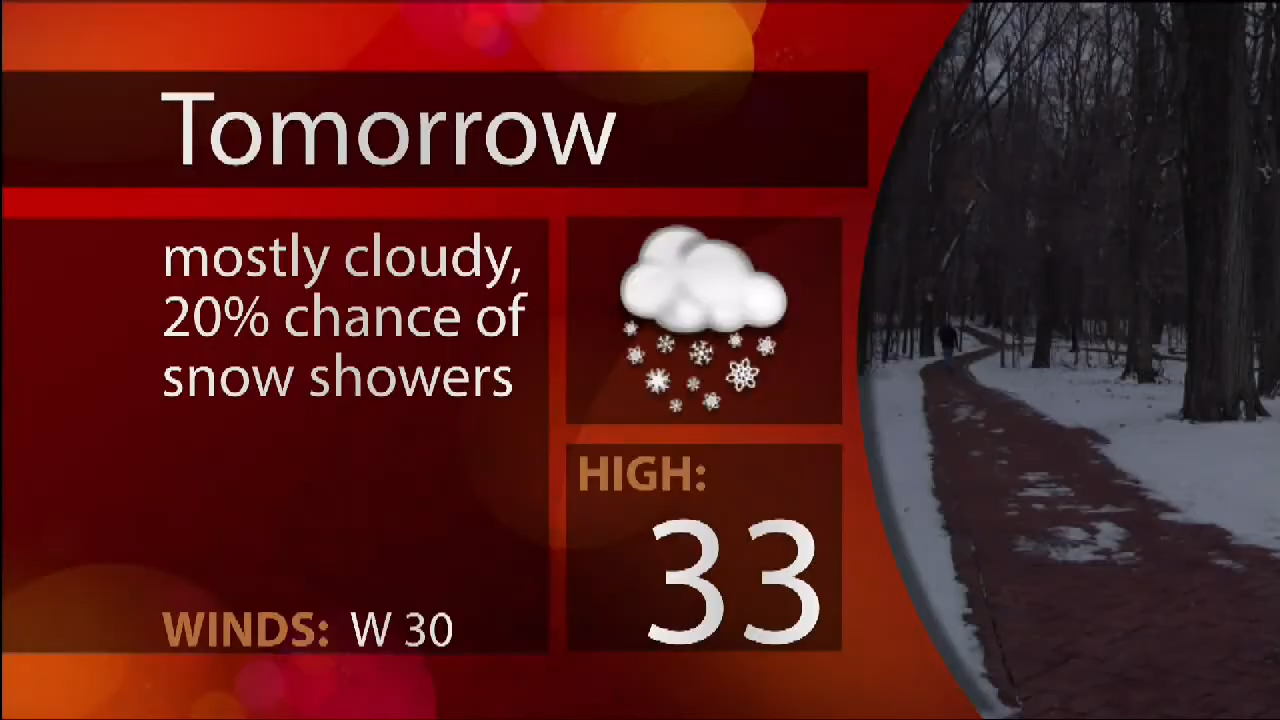 Tomorrow
mostly cloudy,
20% chance of
snow showers
WINDS: W 30
HIGH:
33